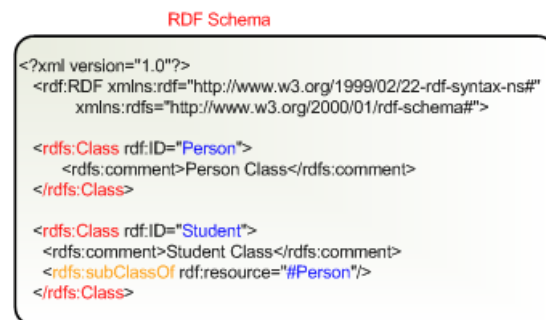 RDF Schema
<?xml version="1.0"?>
<rdf:RDF xmlns:rdf="http://www.w3.org/1999/02/22-rdf-syntax-ns#"
xmlns:rdfs="http://www.w3.org/2000/01/rdf-schema#">
<rdfs:Class rdf:ID="Person">
<rdfs:comment>Person Class</rdfs:comment>
</rdfs:Class>
<rdfs:Class rdf:ID="Student">
<rdfs:comment>Student Class</rdfs:comment>
<rdfs:subClassOf rdf:resource="#Person"/>
</rdfs:Class>